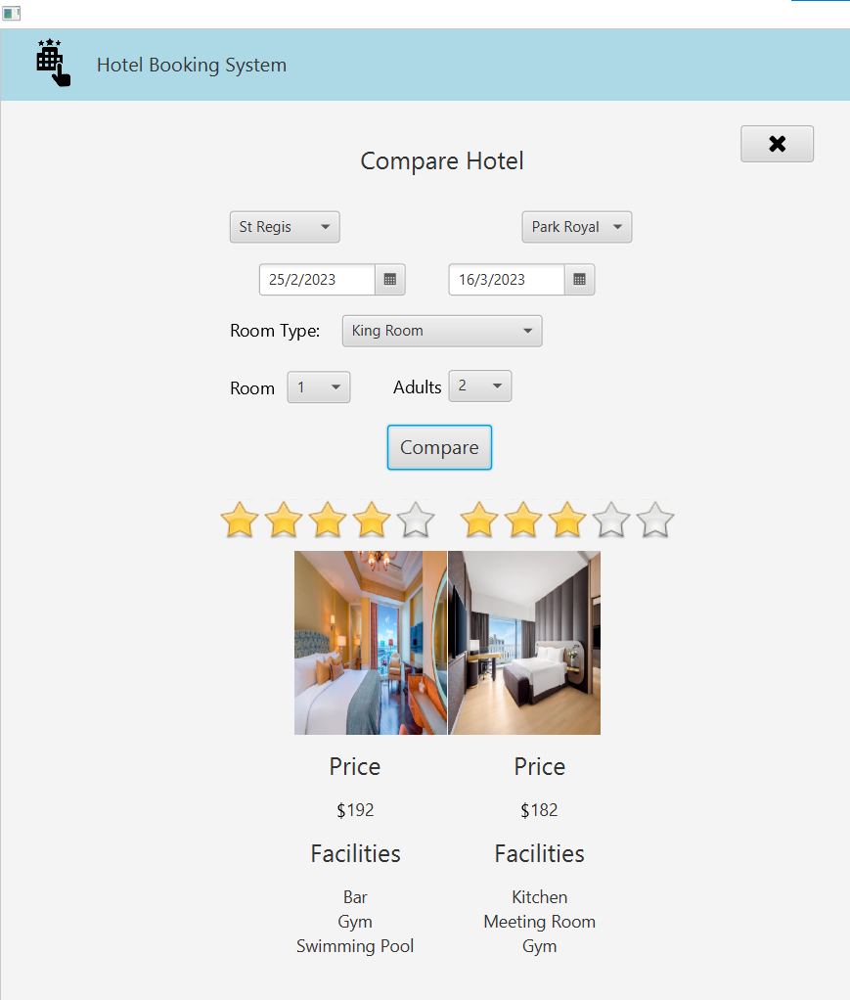 Hotel Booking System
Compare Hotel
St Regis Park Royal
25/2/2023 16/3/2023
Room Type: King Room
Room 1 Adults 2
Compare
Price Price
$192 $182
Facilities Facilities
Bar Kitchen
Gym Meeting Room
Swimming Pool Gym